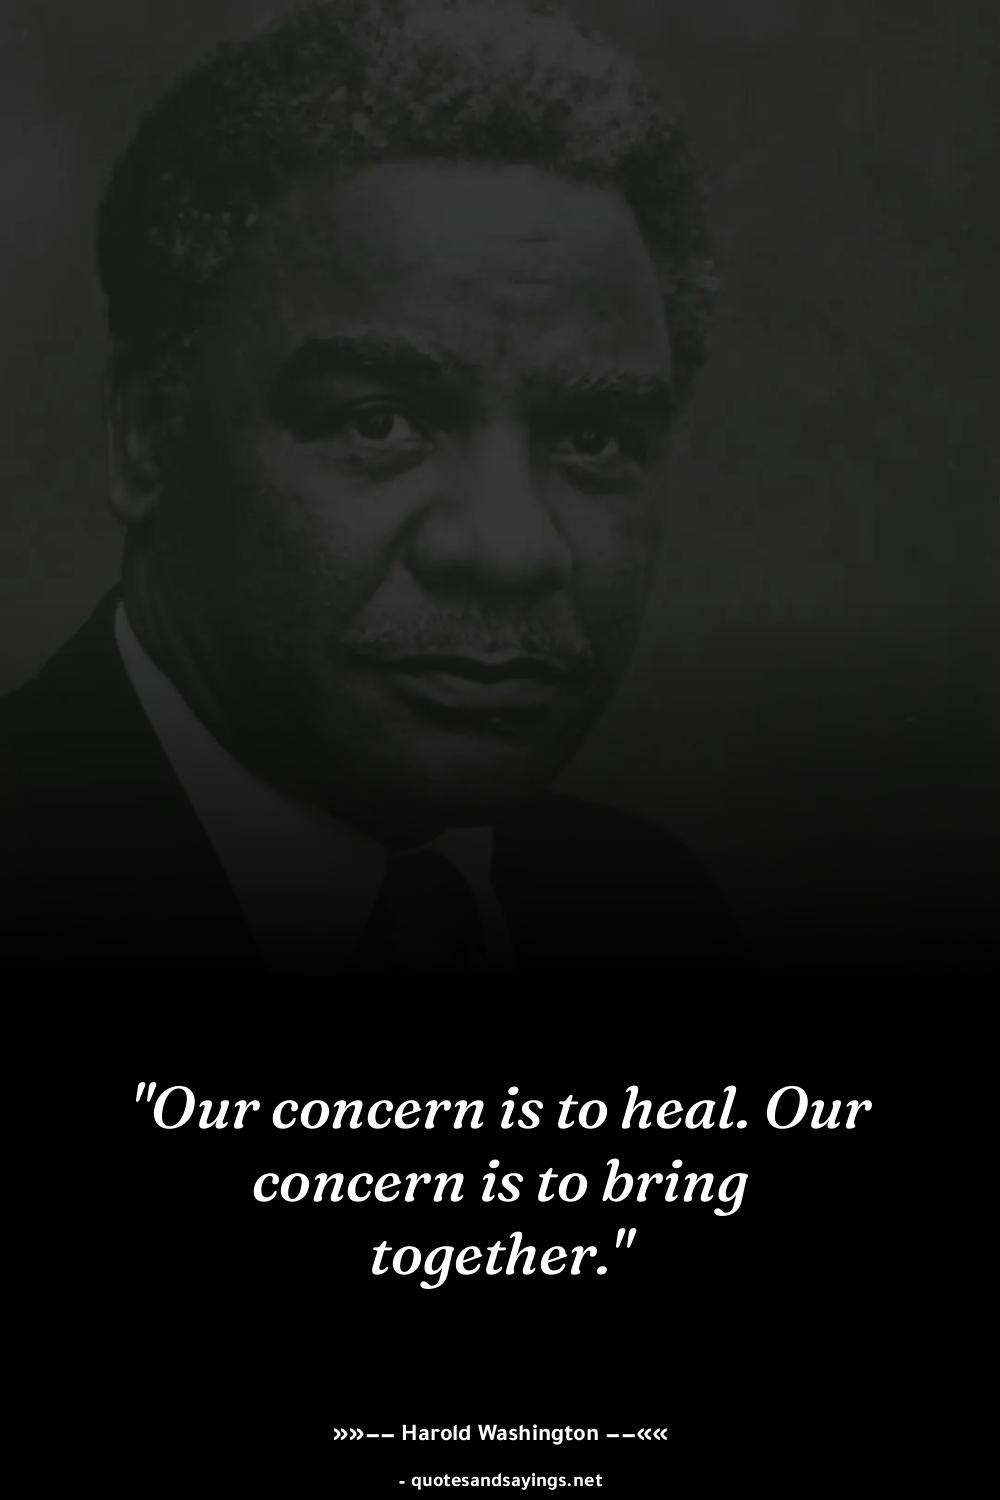 "Our concern is to heal. Our
concern is to bring
together."
»»–– Harold Washington ––««
- quotesandsayings.net